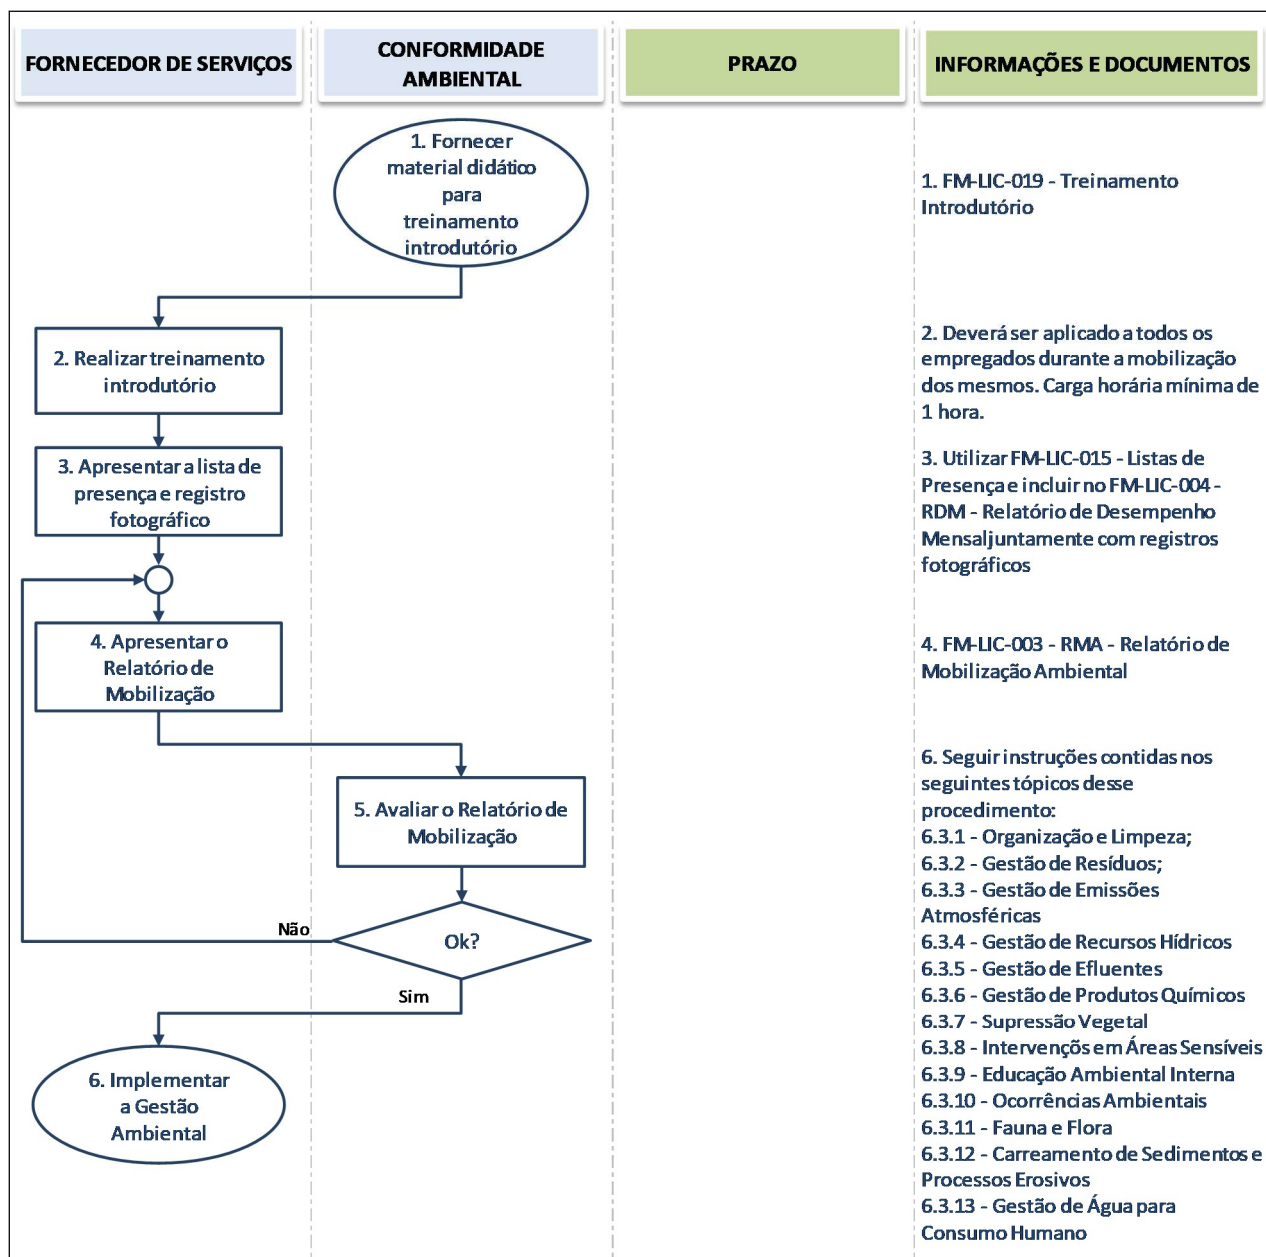 FORNECEDOR DE SERVIÇOS
CONFORMIDADE
AMBIENTAL
PRAZO
INFORMAÇÕES E DOCUMENTOS
1. Fornecer
material didático
para
treinamento
introdutório
1. FM-LIC-019 - Treinamento
Introdutório
2. Realizar treinamento
introdutório
2. Deverá ser aplicado a todos os
empregados durante a mobilização
dos mesmos. Carga horária mínima de
1 hora.
3. Apresentar a lista de
presença e registro
fotográfico
3. Utilizar FM-LIC-015 - Listas de
Presença e incluir no FM-LIC-004 -
RDM - Relatório de Desempenho
Mensaljuntamente com registros
fotográficos
4. Apresentar o
Relatório de
Mobilização
4. FM-LIC-003 - RMA - Relatório de
Mobilização Ambiental
5. Avaliar o Relatório de
Mobilização
Ok?
Não
Sim
6. Implementar
a Gestão
Ambiental
6. Seguir instruções contidas nos
seguintes tópicos desse
procedimento:
6.3.1 - Organização e Limpeza;
6.3.2 - Gestão de Resíduos;
6.3.3 - Gestão de Emissões
Atmosféricas
6.3.4 - Gestão de Recursos Hídricos
6.3.5 - Gestão de Efluentes
6.3.6 - Gestão de Produtos Químicos
6.3.7 - Supressão Vegetal
6.3.8 - Intervençõs em Áreas Sensíveis
6.3.9 - Educação Ambiental Interna
6.3.10 - Ocorrências Ambientais
6.3.11 - Fauna e Flora
6.3.12 - Carreamento de Sedimentos e
Processos Erosivos
6.3.13 - Gestão de Água para
Consumo Humano